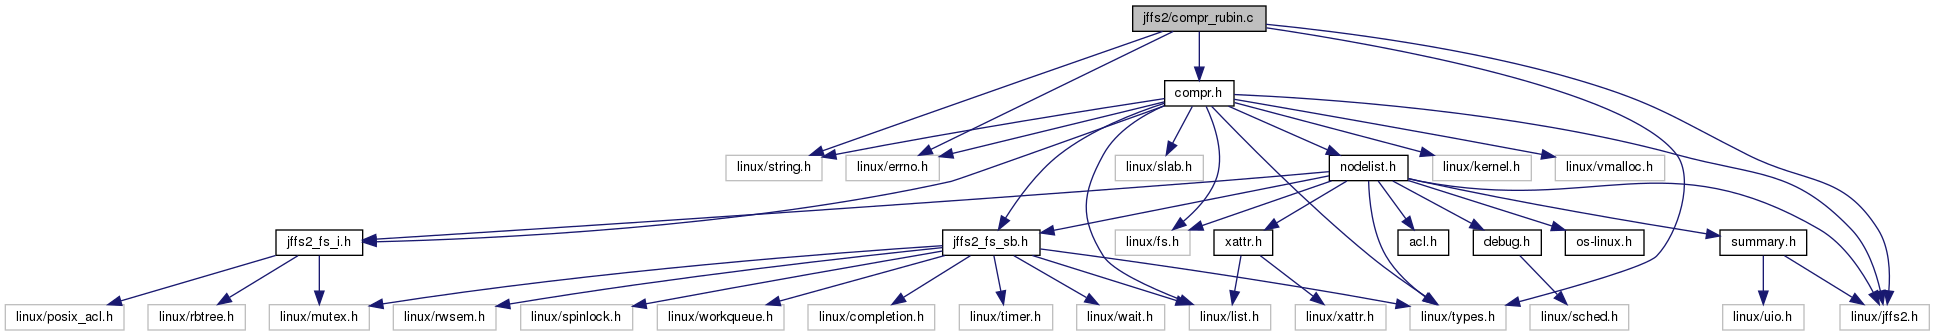 jffs2/compr_rubin.c
compr.h
linux/string.h
linux/errno.h
linux/slab.h
nodelist.h
linux/kernel.h
linux/vmalloc.h
jffs2_fs_i.h
jffs2_fs_sb.h
linux/fs.h
xattr.h
acl.h
debug.h
os-linux.h
summary.h
linux/posix_acl.h
linux/rbtree.h
linux/mutex.h
linux/rwsem.h
linux/spinlock.h
linux/workqueue.h
linux/completion.h
linux/timer.h
linux/wait.h
linux/list.h
linux/xattr.h
linux/types.h
linux/sched.h
linux/uio.h
linux/jffs2.h